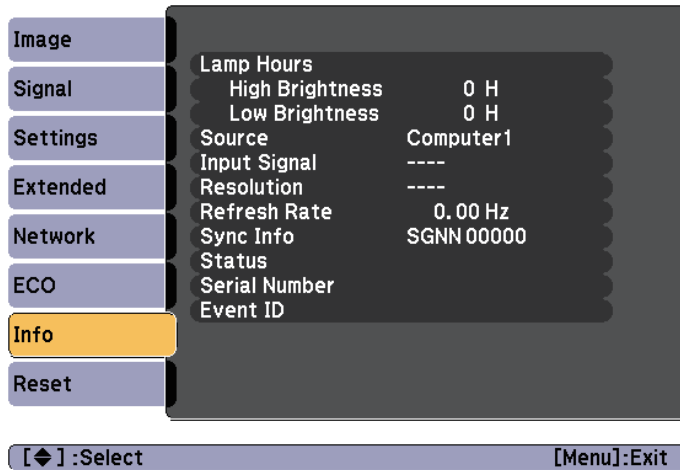 Image
Signal
Settings
Extended
Network
ECO
Info
Reset
Lamp Hours
High Brightness 0 H
Low Brightness 0 H
Source Computer1
Input Signal ----
Resolution ----
Refresh Rate 0.00 Hz
Sync Info SGNN 00000
Status
Serial Number
Event ID
[ ] :Select [Menu]:Exit